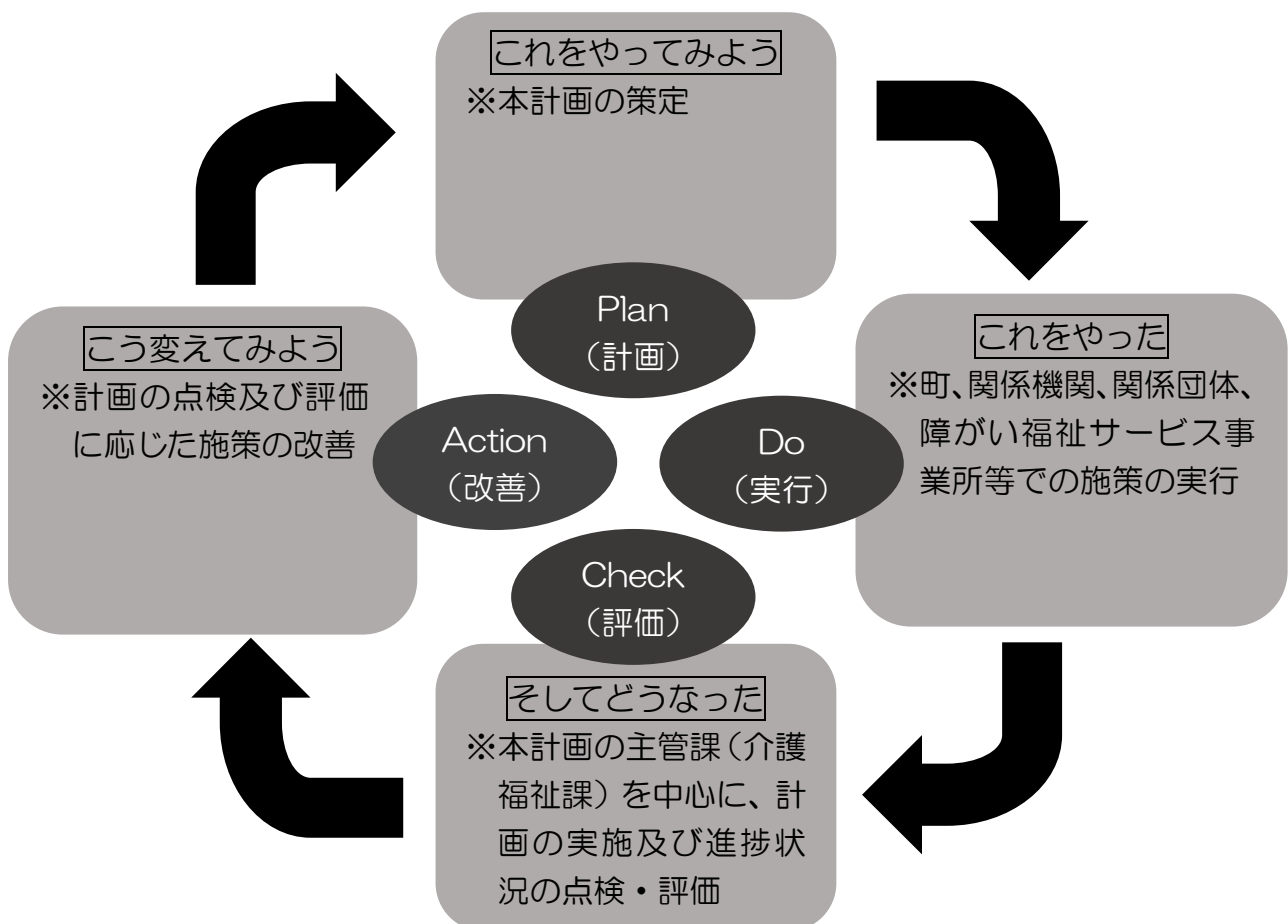 これをやってみよう
※本計画の策定
Plan
（計画）
これをやった
※町、関係機関、関係団体、
障がい福祉サービス事
業所等での施策の実行
Do
（実行）
Check
（評価）
そしてどうなった
※本計画の主管課（介護
福祉課）を中心に、計
画の実施及び進捗状
況の点検・評価
こう変えてみよう
※計画の点検及び評価
に応じた施策の改善
Action
（改善）